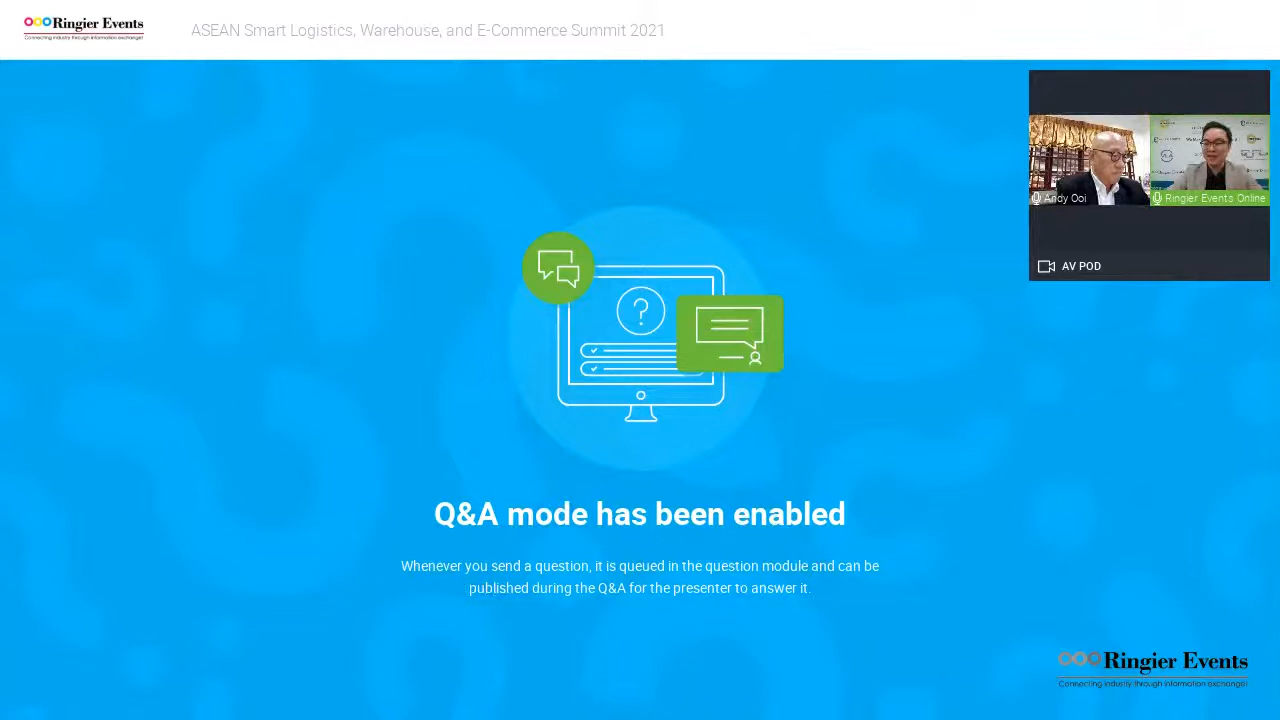 Ringier Events
Connecting industry through information exchange!
ASEAN Smart Logistics, Warehouse, and E-Commerce Summit 2021
Andy Ooi
Ringier Events Online
AV POD
?
Q&A mode has been enabled
Whenever you send a question, it is queued in the question module and can be
published during the Q&A for the presenter to answer it.
Ringier Events
Connecting industry through information exchange!